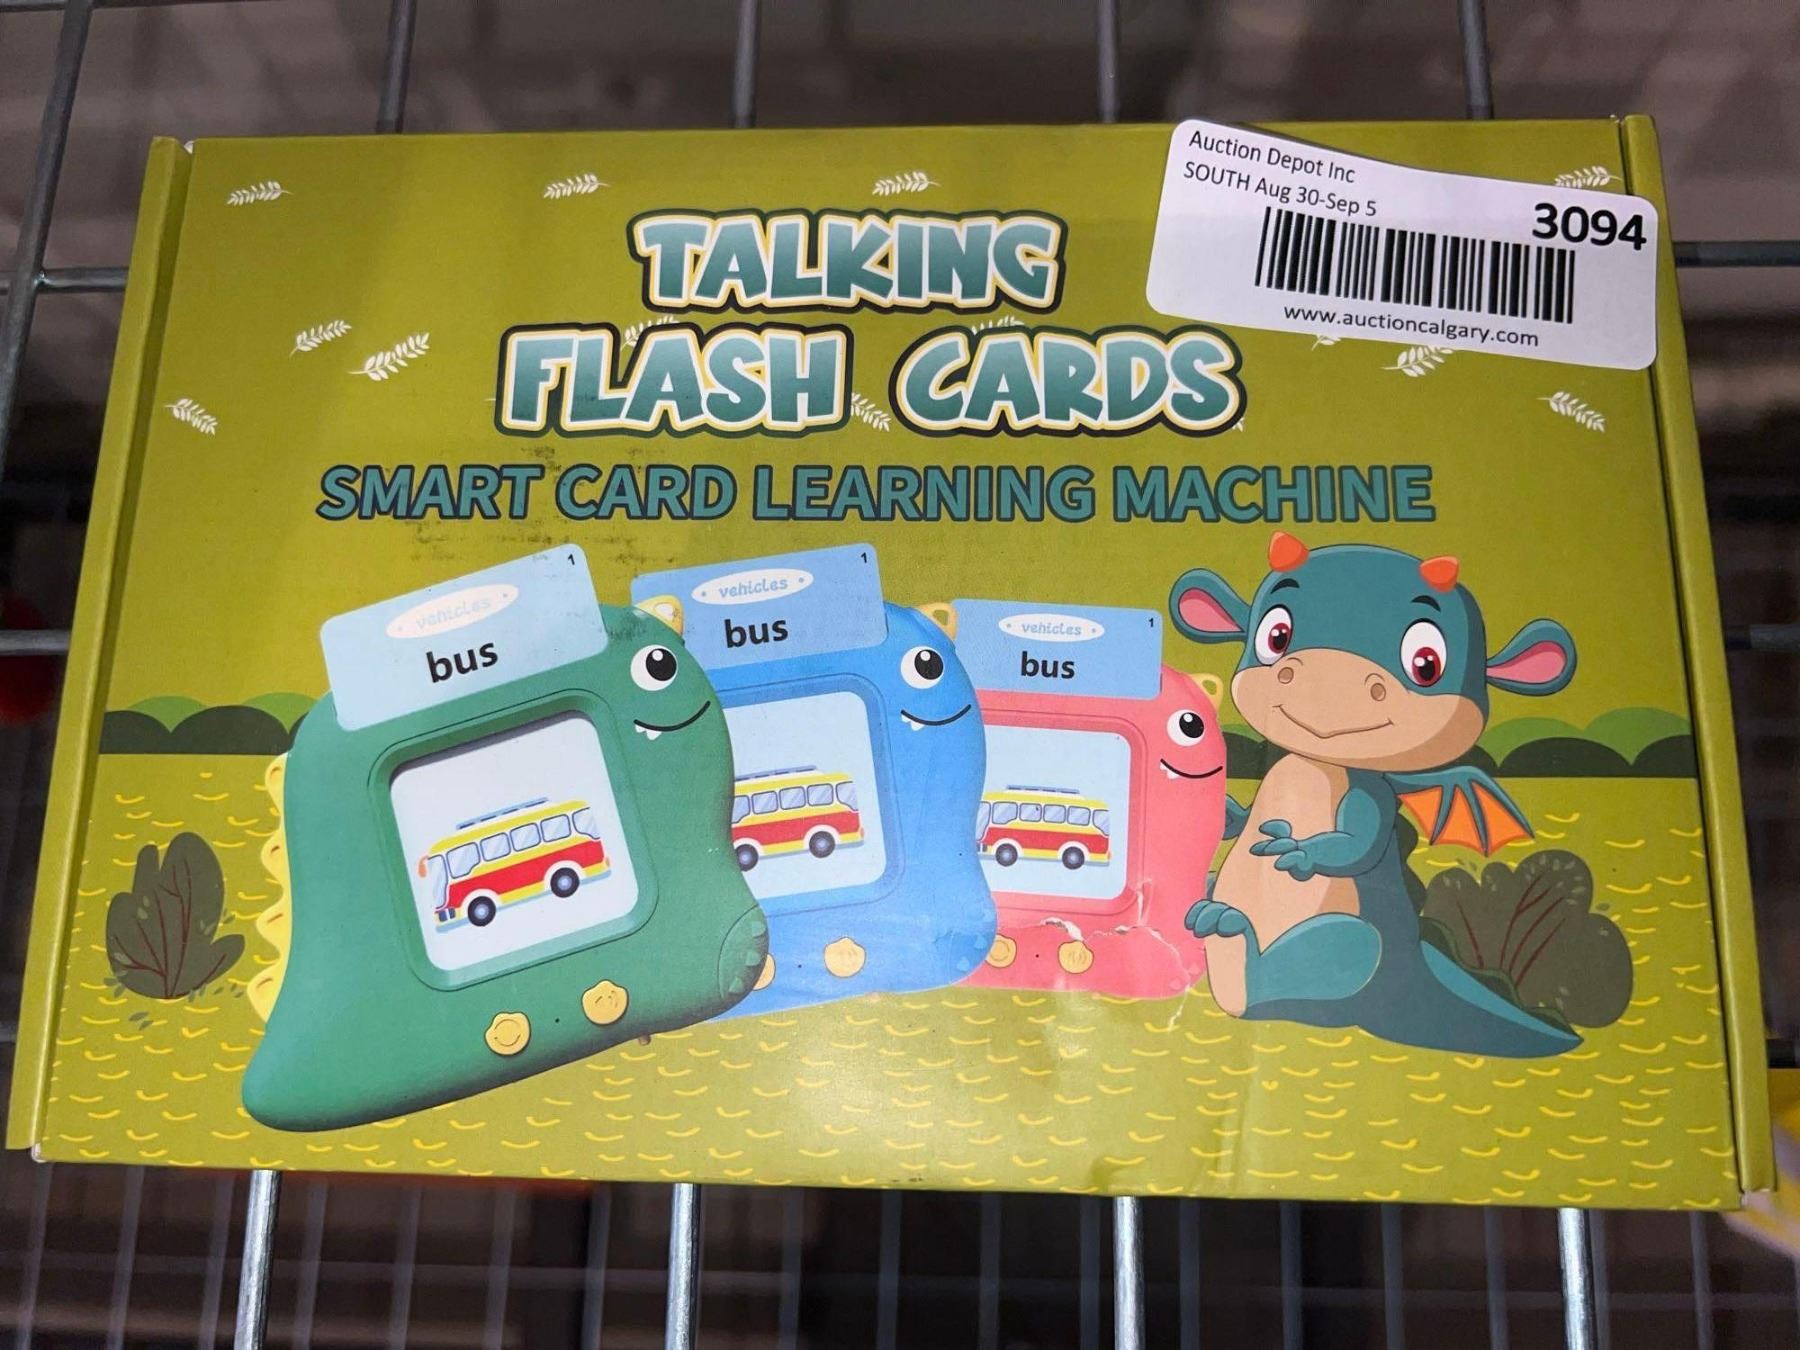 Auction Depot Inc
SOUTH Aug 30-Sep 5
3094
www.auctioncalgary.com
TALKING
FLASH CARDS
SMART CARD LEARNING MACHINE
1
vehicles
bus
1
vehicles
bus
1
vehicles
bus